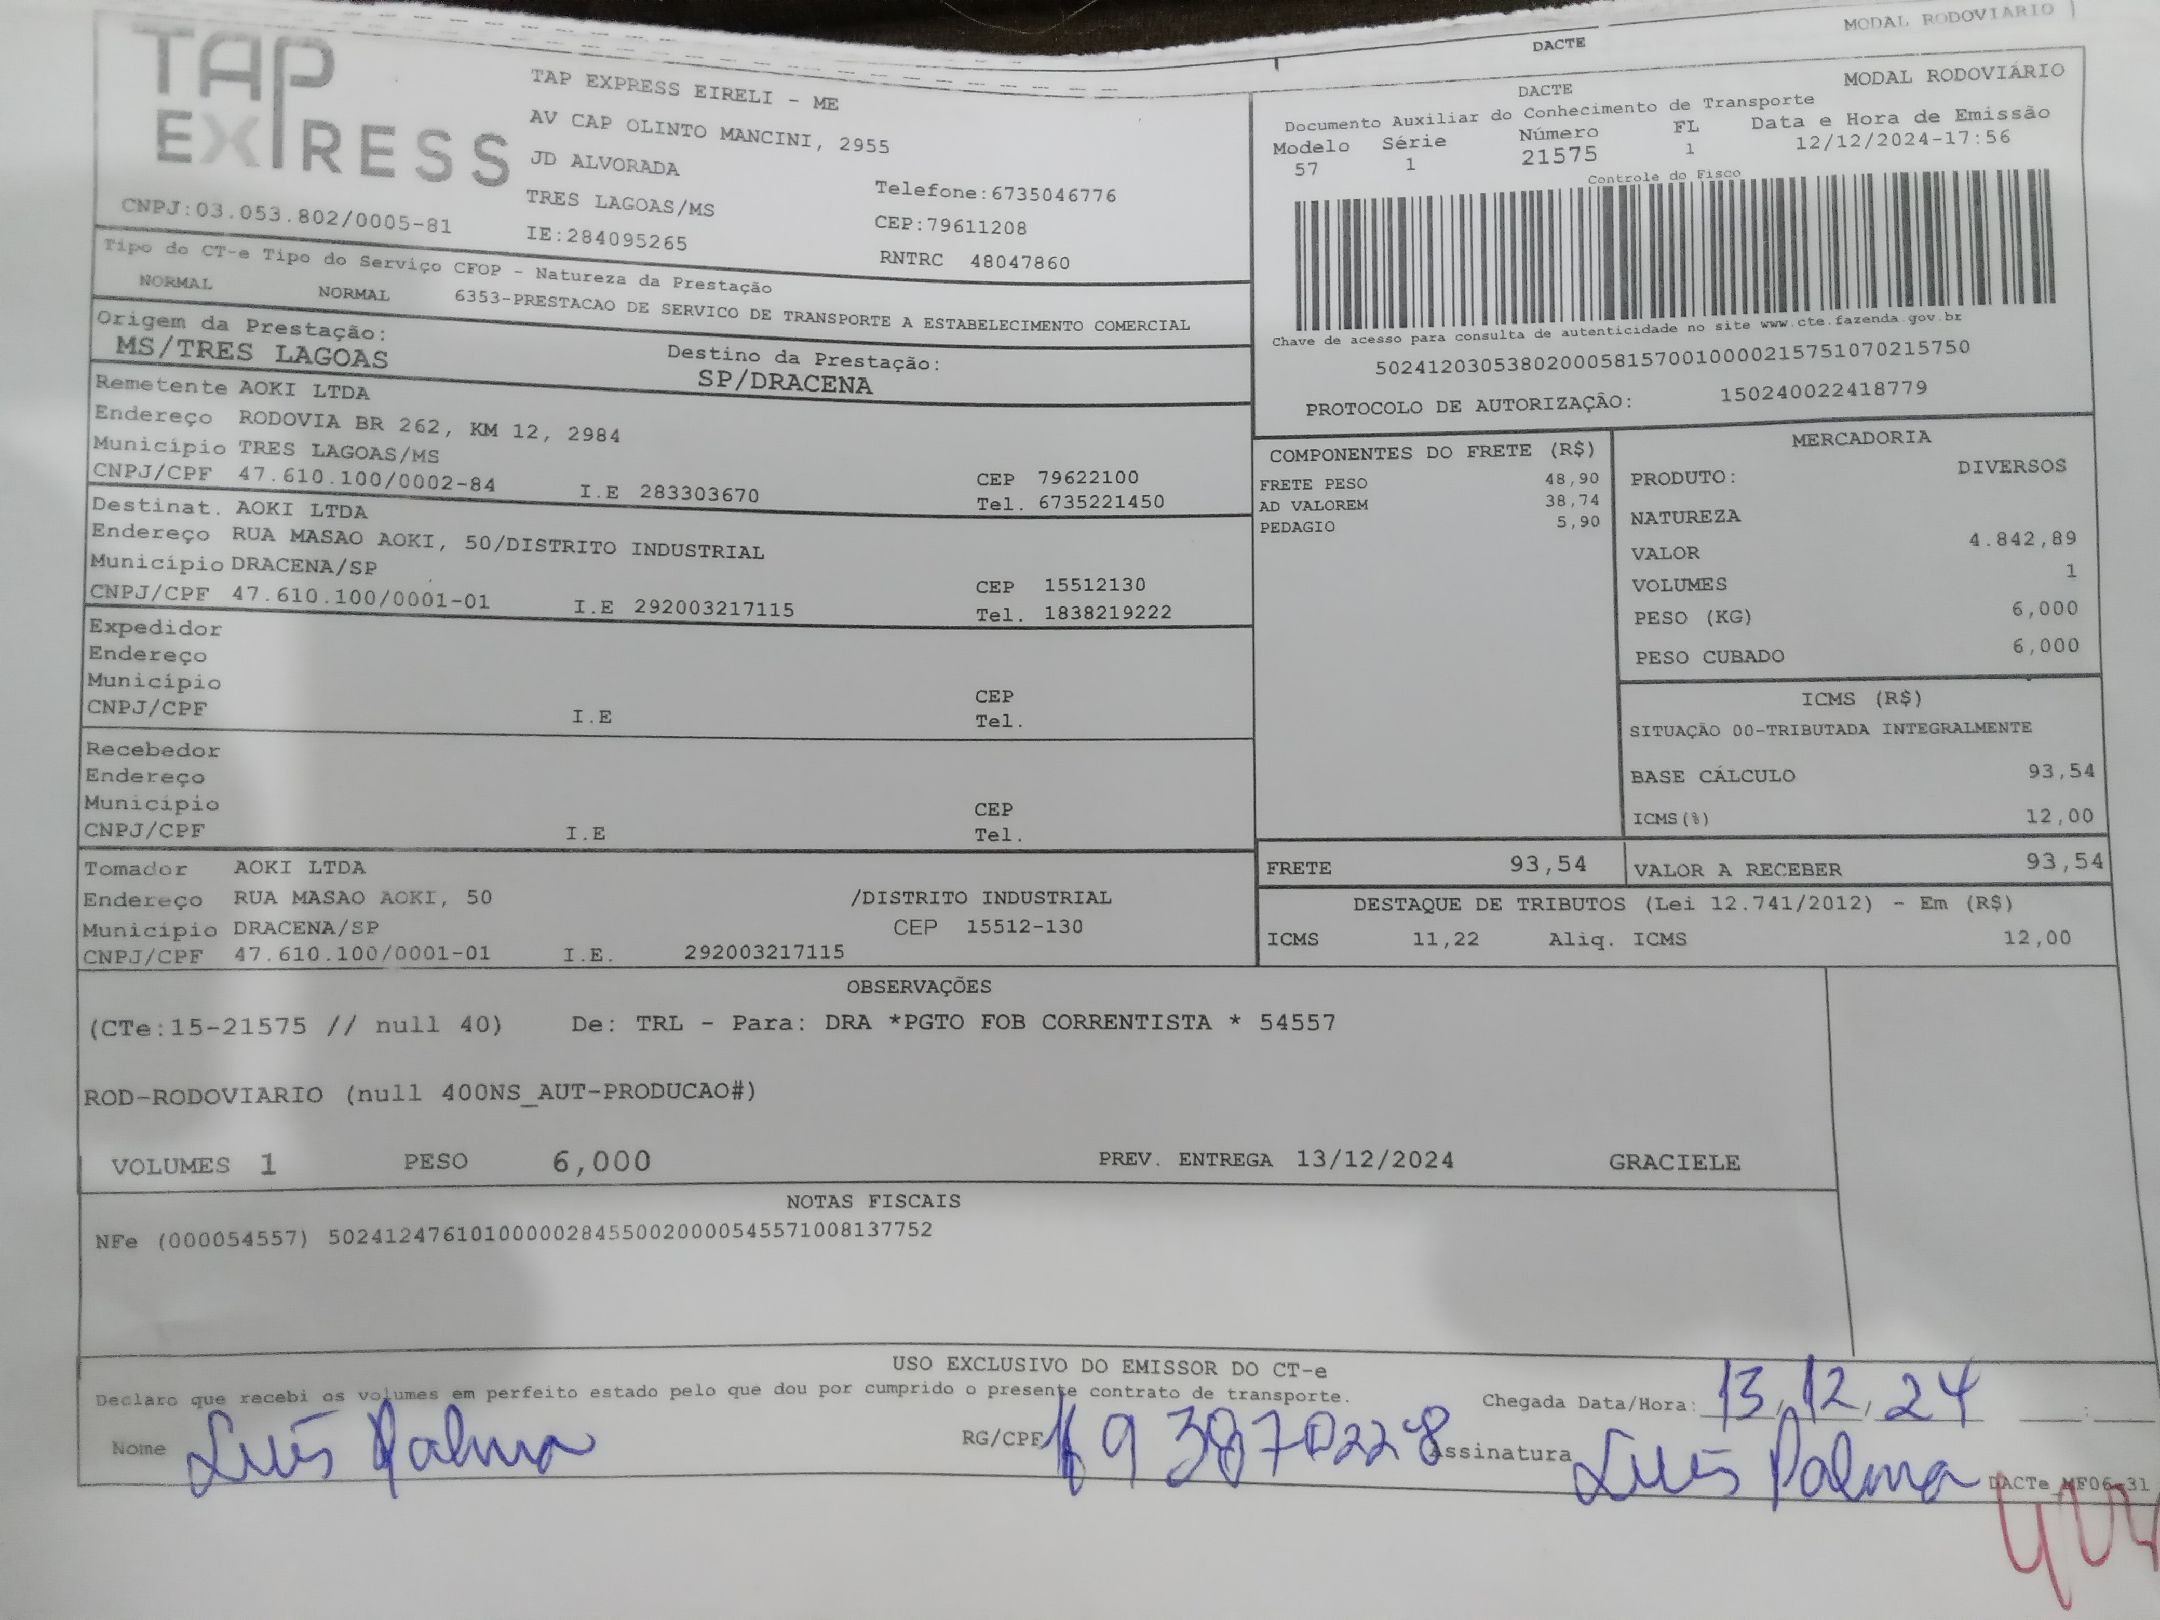 DACTE
MODAL RODOVIÁRIO
TAP EXPRESS
CNPJ:03.053.802/0005-81
TAP EXPRESS EIRELI - ME
AV CAP OLINTO MANCINI, 2955
JD ALVORADA
TRES LAGOAS/MS
IE:284095265
Telefone:6735046776
CEP:79611208
RNTRC 48047860
DACTE MODAL RODOVIÁRIO
Documento Auxiliar do Conhecimento de Transporte
Modelo Série Número FL Data e Hora de Emissão
57 1 21575 1 12/12/2024-17:56
Controle do Fisco
Chave de acesso para consulta de autenticidade no site www.cte.fazenda.gov.br
50241203053802000581570010000215751070215750
PROTOCOLO DE AUTORIZAÇÃO: 150240022418779
Tipo do CT-e Tipo do Serviço CFOP - Natureza da Prestação
NORMAL NORMAL 6353-PRESTACAO DE SERVICO DE TRANSPORTE A ESTABELECIMENTO COMERCIAL
Origem da Prestação: Destino da Prestação:
MS/TRES LAGOAS SP/DRACENA
Remetente AOKI LTDA
Endereço RODOVIA BR 262, KM 12, 2984
Município TRES LAGOAS/MS CEP 79622100
CNPJ/CPF 47.610.100/0002-84 I.E 283303670 Tel. 6735221450
Destinat. AOKI LTDA
Endereço RUA MASAO AOKI, 50/DISTRITO INDUSTRIAL
Município DRACENA/SP CEP 15512130
CNPJ/CPF 47.610.100/0001-01 I.E 292003217115 Tel. 1838219222
Expedidor
Endereço
Município CEP
CNPJ/CPF I.E Tel.
Recebedor
Endereço
Município CEP
CNPJ/CPF I.E Tel.
Tomador AOKI LTDA
Endereço RUA MASAO AOKI, 50 /DISTRITO INDUSTRIAL
Município DRACENA/SP CEP 15512-130
CNPJ/CPF 47.610.100/0001-01 I.E. 292003217115
COMPONENTES DO FRETE (R$)
FRETE PESO 48,90
AD VALOREM 38,74
PEDAGIO 5,90
MERCADORIA
PRODUTO: DIVERSOS
NATUREZA
VALOR 4.842,89
VOLUMES 1
PESO (KG) 6,000
PESO CUBADO 6,000
ICMS (R$)
SITUAÇÃO 00-TRIBUTADA INTEGRALMENTE
BASE CÁLCULO 93,54
ICMS(%) 12,00
FRETE 93,54 VALOR A RECEBER 93,54
DESTAQUE DE TRIBUTOS (Lei 12.741/2012) - Em (R$)
ICMS 11,22 Aliq. ICMS 12,00
OBSERVAÇÕES
(CTe:15-21575 // null 40) De: TRL - Para: DRA *PGTO FOB CORRENTISTA * 54557
ROD-RODOVIARIO (null 400NS_AUT-PRODUCAO#)
VOLUMES 1 PESO 6,000 PREV. ENTREGA 13/12/2024 GRACIELE
NOTAS FISCAIS
NFe (000054557) 50241247610100000284550020000545571008137752
USO EXCLUSIVO DO EMISSOR DO CT-e
Declaro que recebi os volumes em perfeito estado pelo que dou por cumprido o presente contrato de transporte. Chegada Data/Hora: 13,12,24 :
Nome Luis Palma RG/CPF Assinatura Luis Palma
DACTe_MF06-31